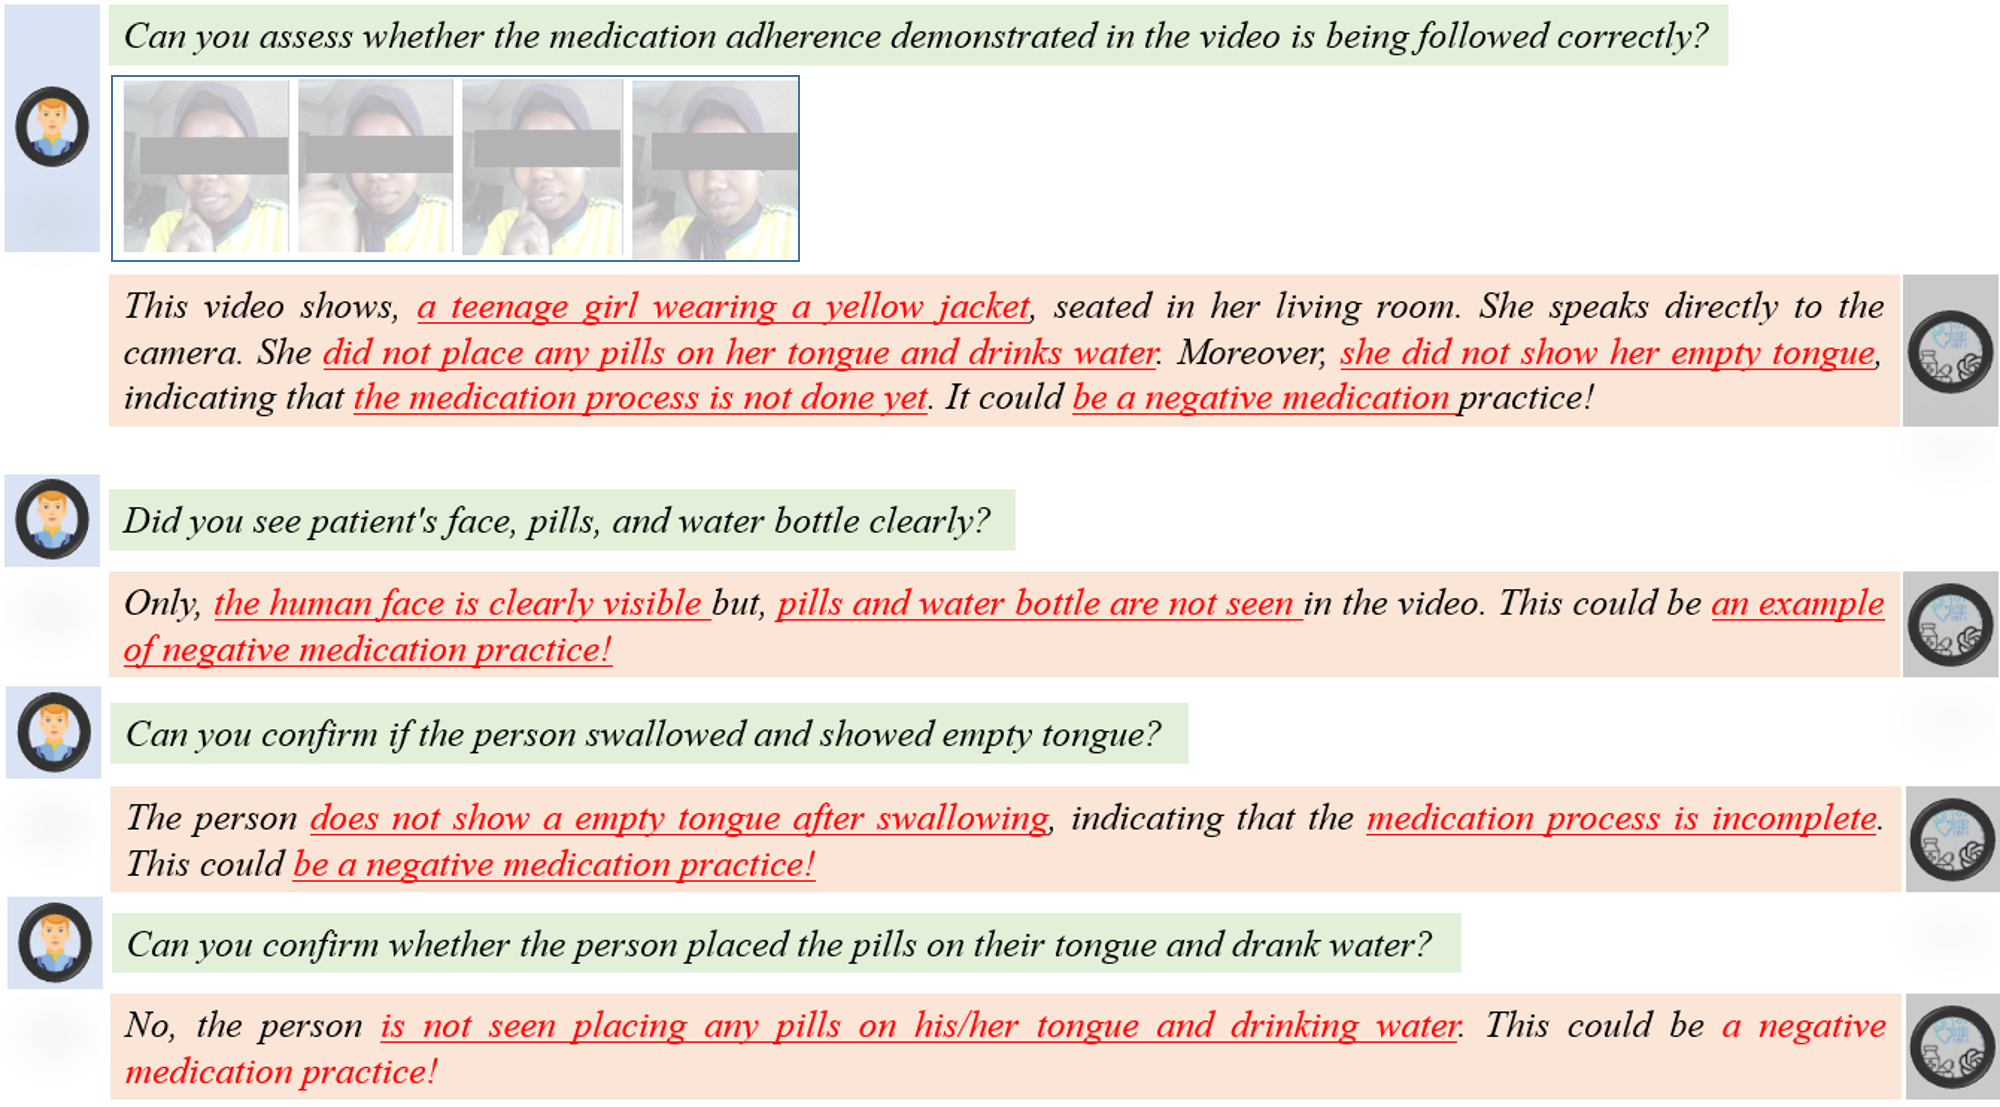 Can you assess whether the medication adherence demonstrated in the video is being followed correctly?
This video shows, a teenage girl wearing a yellow jacket, seated in her living room. She speaks directly to the
camera. She did not place any pills on her tongue and drinks water. Moreover, she did not show her empty tongue,
indicating that the medication process is not done yet. It could be a negative medication practice!
Did you see patient's face, pills, and water bottle clearly?
Only, the human face is clearly visible but, pills and water bottle are not seen in the video. This could be an example
of negative medication practice!
Can you confirm if the person swallowed and showed empty tongue?
The person does not show a empty tongue after swallowing, indicating that the medication process is incomplete.
This could be a negative medication practice!
Can you confirm whether the person placed the pills on their tongue and drank water?
No, the person is not seen placing any pills on his/her tongue and drinking water. This could be a negative
medication practice!